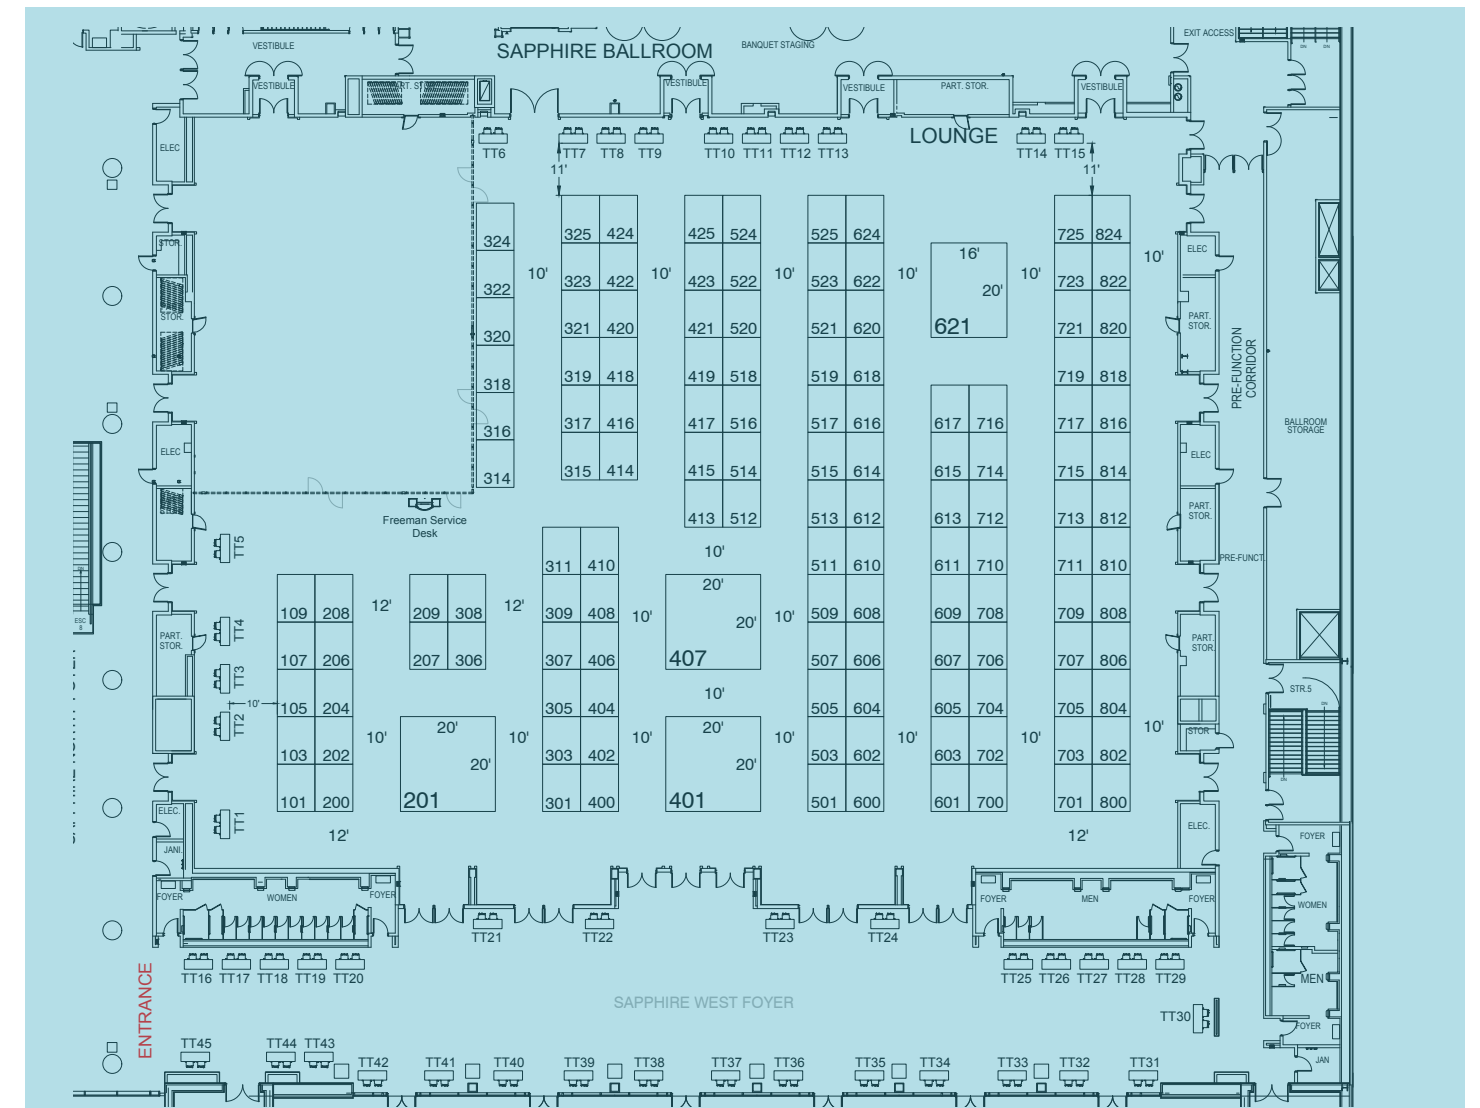 SAPPHIRE BALLROOM
VESTIBULE
BANQUET STAGING
EXIT ACCESS
DN
DN
VESTIBULE
VESTIBULE
VESTIBULE
PART. STOR.
VESTIBULE
LOUNGE
ELEC
TT6
TT7
TT8
TT9
TT10
TT11
TT12
TT13
TT14
TT15
11'
11'
324
325 424
425 524
525 624
725 824
STOR.
16'
10'
ELEC
322
10'
323 422
10'
423 522
10'
523 622
10'
20'
10'
723 822
STOR.
320
321 420
421 520
521 620
621
721 820
PART.
STOR.
318
319 418
419 518
519 618
719 818
PRE-FUNCTION
CORRIDOR
316
317 416
417 516
517 616
617 716
717 816
BALLROOM
STORAGE
ELEC
ELEC
314
315 414
415 514
515 614
615 714
715 814
Freeman Service
Desk
413 512
513 612
613 712
713 812
PART.
STOR.
TT5
10'
PRE-FUNCT.
311 410
511 610
611 710
711 810
DN
20'
109 208
12'
209 308
12'
309 408
10'
20'
10'
509 608
609 708
709 808
ESC
8
TT4
PART.
STOR.
PART.
STOR.
107 206
207 306
307 406
407
507 606
607 706
707 806
TT3
10'
STR.5
10'
105 204
305 404
505 604
605 704
705 804
DN
TT2
20'
20'
10'
10'
10'
10'
10'
10'
10'
STOR
103 202
20'
303 402
20'
503 602
603 702
703 802
DN
101 200
201
301 400
401
501 600
601 700
701 800
ELEC.
TT1
ELEC.
12'
12'
FOYER
JANI.
FOYER
WOMEN
FOYER
FOYER
MEN
FOYER
WOMEN
TT21
TT22
TT23
TT24
TT16
TT17
TT18
TT19
TT20
TT25
TT26
TT27
TT28
TT29
MEN
ENTRANCE
SAPPHIRE WEST FOYER
TT30
FOYER
TT45
TT44
TT43
TT42
TT41
TT40
TT39
TT38
TT37
TT36
TT35
TT34
TT33
TT32
TT31
JAN